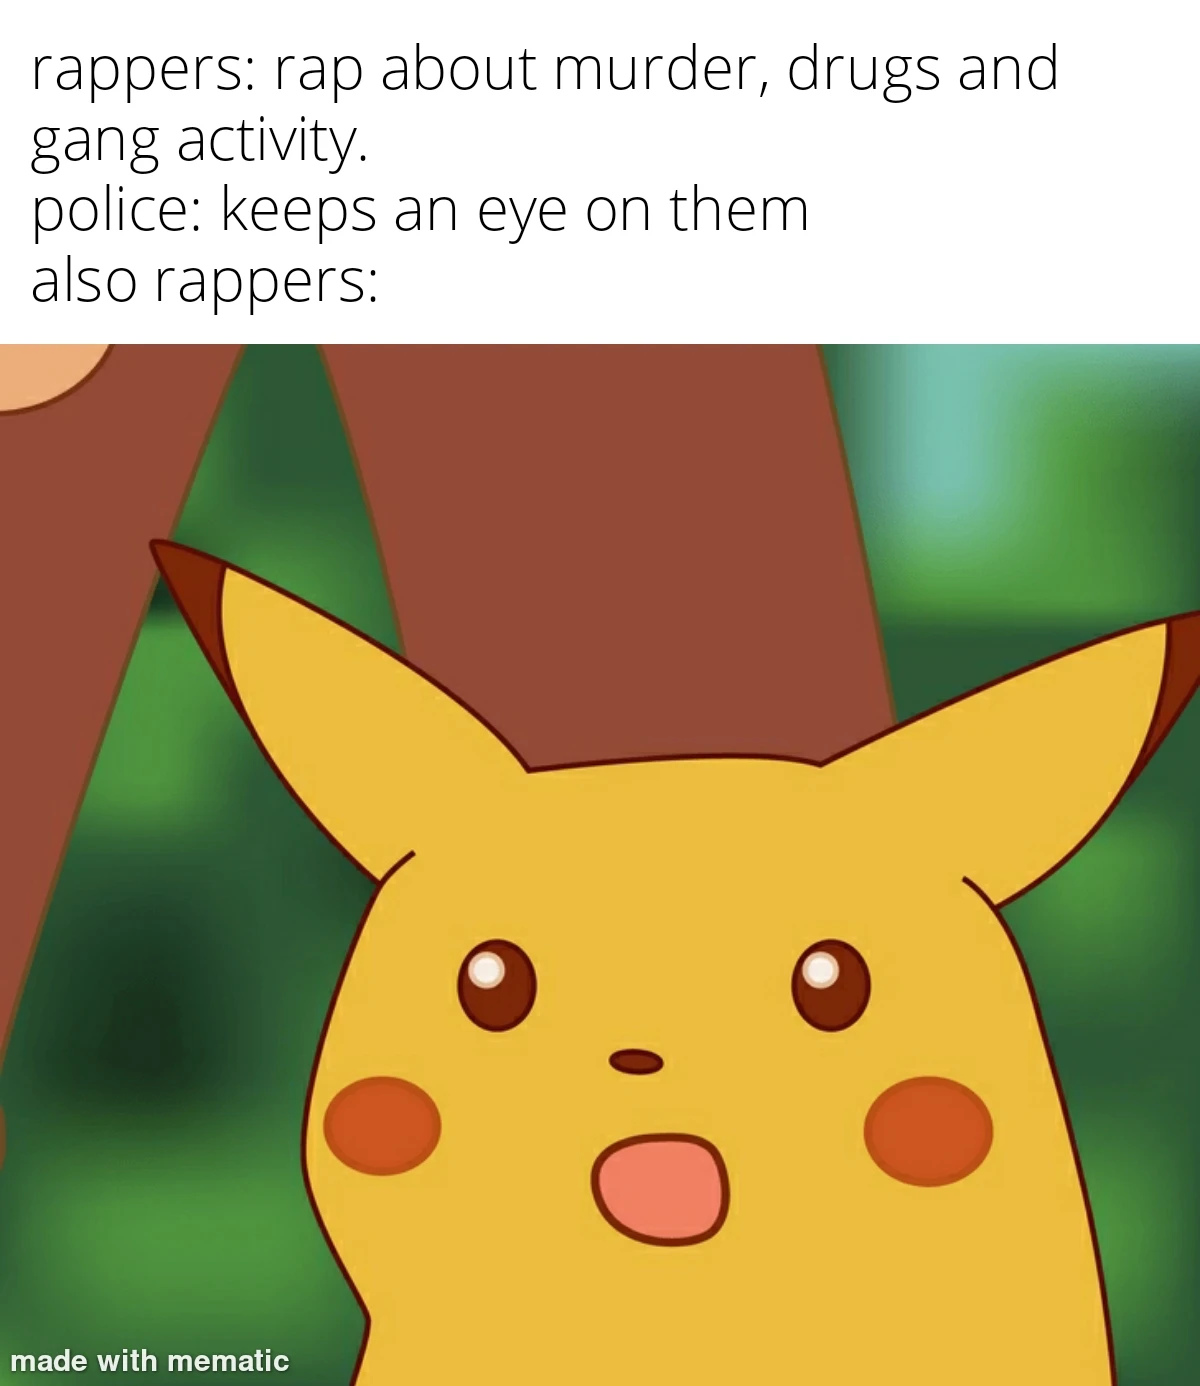 rappers: rap about murder, drugs and
gang activity.
police: keeps an eye on them
also rappers:
made with mematic